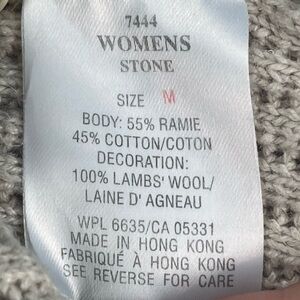 7444
WOMENS
STONE
SIZE M
BODY: 55% RAMIE
45% COTTON/COTON
DECORATION:
100% LAMBS' WOOL/
LAINE D' AGNEAU
WPL 6635/CA 05331
MADE IN HONG KONG
FABRIQUÉ À HONG KONG
SEE REVERSE FOR CARE